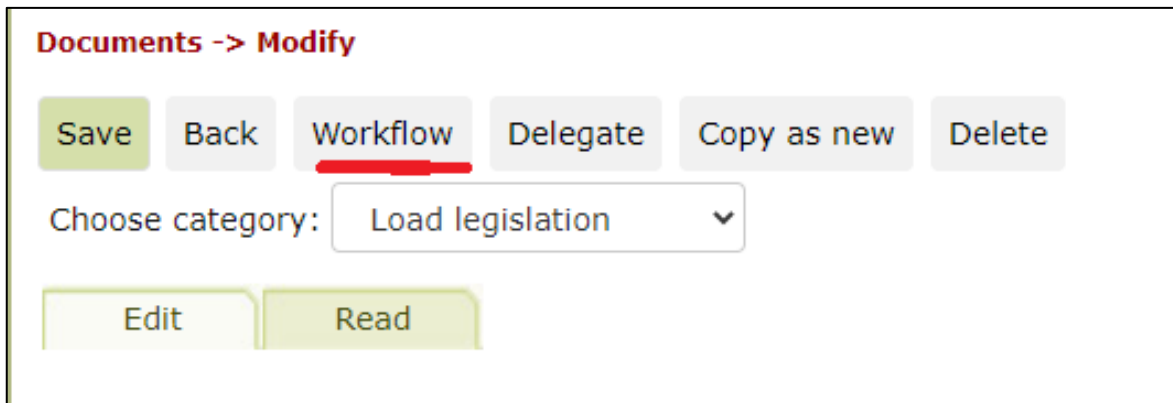 Documents -> Modify
Save Back Workflow Delegate Copy as new Delete
Choose category: Load legislation
Edit Read